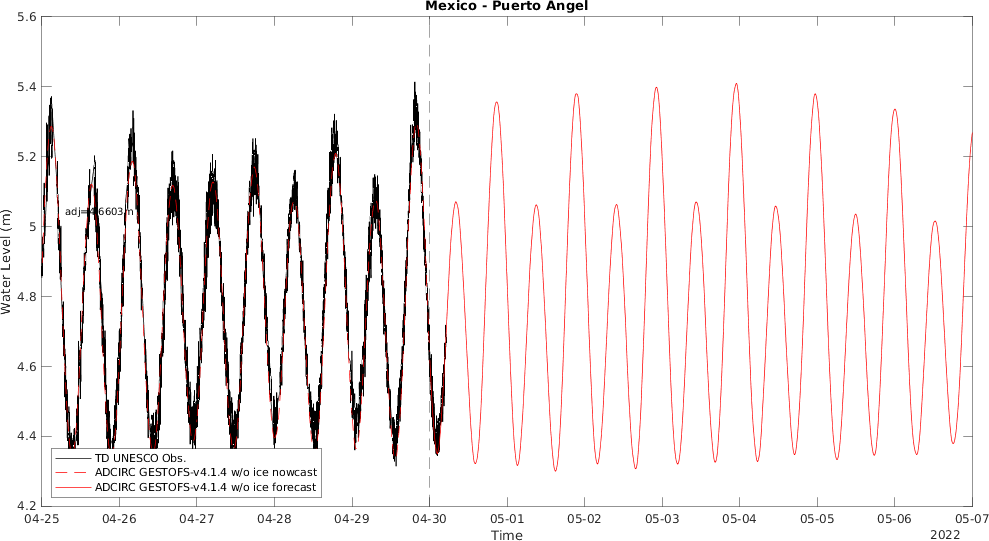 Mexico - Puerto Angel
5.6
5.4
5.2
5
4.8
4.6
4.4
4.2
Water Level (m)
adj=4.6603m
TD UNESCO Obs.
ADCIRC GESTOFS-v4.1.4 w/o ice nowcast
ADCIRC GESTOFS-v4.1.4 w/o ice forecast
04-25 04-26 04-27 04-28 04-29 04-30 05-01 05-02 05-03 05-04 05-05 05-06 05-07
Time
2022